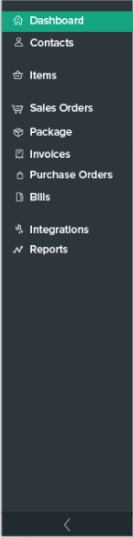 Dashboard
Contacts
Items
Sales Orders
Package
Invoices
Purchase Orders
Bills
Integrations
Reports